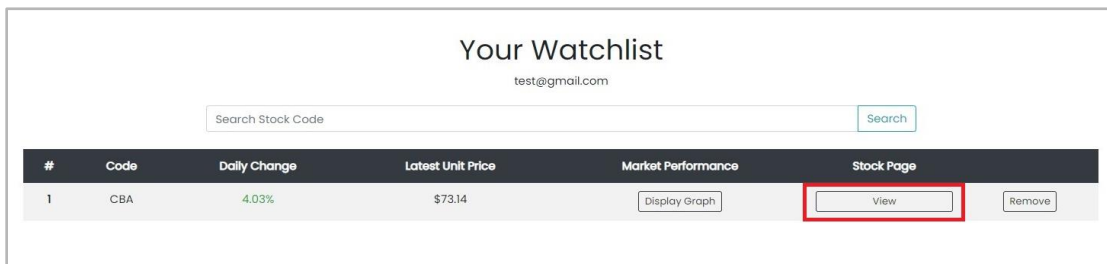 Your Watchlist
test@gmail.com
Search Stock Code Search
# Code Daily Change Latest Unit Price Market Performance Stock Page
1 CBA 4.03% $73.14 Display Graph View Remove